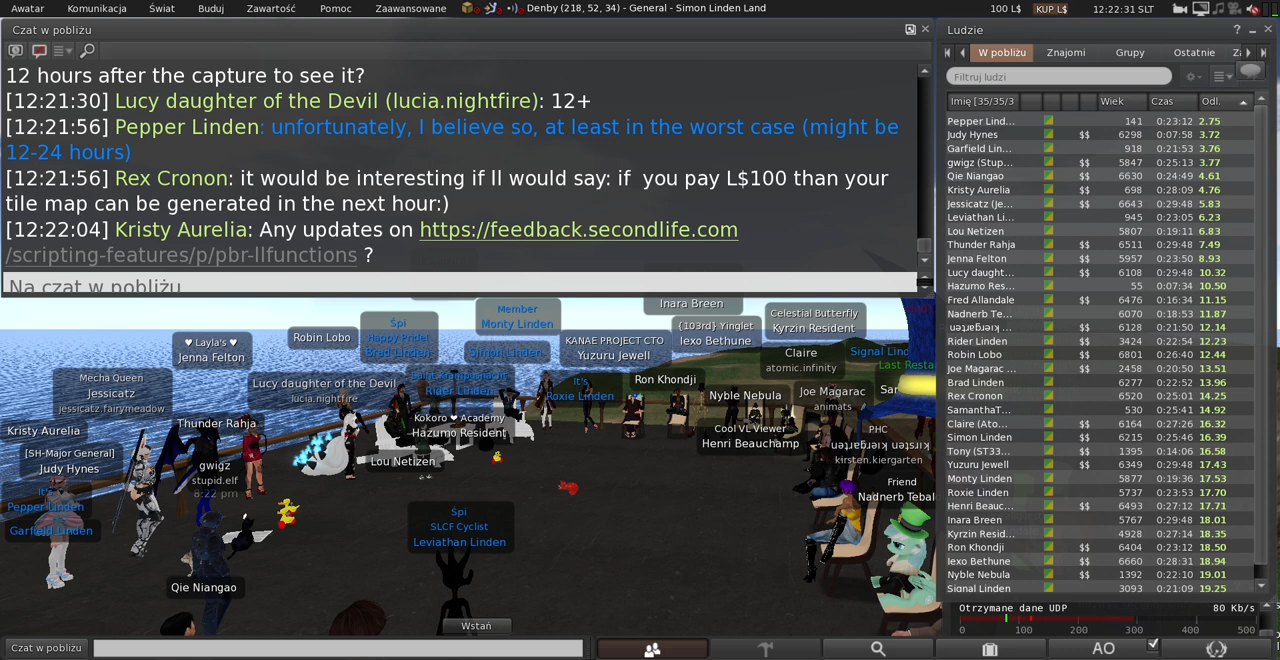 Awatar Komunikacja Świat Buduj Zawartość Pomoc Zaawansowane Denby (218, 52, 34) - General - Simon Linden Land 100 L$ KUP L$ 12:22:31 SLT
Czat w pobliżu
12 hours after the capture to see it?
[12:21:30] Lucy daughter of the Devil (lucia.nightfire): 12+
[12:21:56] Pepper Linden: unfortunately, I believe so, at least in the worst case (might be
12-24 hours)
[12:21:56] Rex Cronon: it would be interesting if ll would say: if  you pay L$100 than your
tile map can be generated in the next hour:)
[12:22:04] Kristy Aurelia: Any updates on https://feedback.secondlife.com
/scripting-features/p/pbr-llfunctions ?
Na czat w pobliżu
Inara Breen
Member
Monty Linden
Celestial Butterfly
Kyrzin Resident
Śpi
Happy Pride!
Brad Linden
{103rd} Yinglet
Iexo Bethune
Robin Lobo
♥ Layla's ♥
Jenna Felton
KANAE PROJECT CTO
Yuzuru Jewell
Simon Linden
Claire
atomic.infinity
Signal Lind
Last Resta
Mecha Queen
Jessicatz
jessicatz.fairymeadow
Lucy daughter of the Devil
lucia.nightfire
Rider Linden
It's
Roxie Linden
Ron Khondji
Nyble Nebula
Joe Magarac
animats
San
Kristy Aurelia
Thunder Rahja
Kokoro ❤ Academy
Hazumo Resident
Cool VL Viewer
Henri Beauchamp
PHC
kirsten.kiergarten
[SH-Major General]
Judy Hynes
gwigz
stupid.elf
8:22 pm
Lou Netizen
Friend
Nadnerb Tebal
It's
Pepper Linden
Garfield Linden
Śpi
SLCF Cyclist
Leviathan Linden
Qie Niangao
Wstań
Czat w pobliżu
Ludzie
W pobliżu Znajomi Grupy Ostatnie
Filtruj ludzi
Imię [35/35/3 Wiek Czas Odl.
Pepper Lind... 141 0:23:12 2.75
Judy Hynes $$ 6298 0:07:58 3.72
Garfield Lin... 918 0:21:53 3.76
gwigz (Stup... $$ 5847 0:25:13 3.77
Qie Niangao $$ 6630 0:24:49 4.61
Kristy Aurelia $$ 698 0:28:09 4.76
Jessicatz (Je... $$ 6643 0:29:48 5.83
Leviathan Li... 945 0:23:05 6.23
Lou Netizen 5807 0:19:11 6.83
Thunder Rahja $$ 6511 0:29:48 7.49
Jenna Felton $$ 5957 0:23:50 8.93
Lucy daught... $$ 6108 0:29:48 10.32
Hazumo Res... 55 0:07:34 10.50
Fred Allandale $$ 6476 0:16:34 11.15
Nadnerb Te... 6070 0:18:53 11.87
$$ 6128 0:21:50 12.14
Rider Linden 3424 0:22:54 12.23
Robin Lobo $$ 6801 0:26:40 12.44
Joe Magarac ... $$ 2458 0:20:50 13.51
Brad Linden 6277 0:22:52 13.96
Rex Cronon $$ 6520 0:25:01 14.25
SamanthaT... 530 0:25:41 14.92
Claire (Ato... $$ 6164 0:27:26 16.32
Simon Linden $$ 6215 0:25:46 16.39
Tony (ST33... $$ 1395 0:14:06 16.58
Yuzuru Jewell $$ 6349 0:29:48 17.43
Monty Linden 5877 0:19:36 17.53
Roxie Linden 5737 0:23:53 17.70
Henri Beauc... $$ 6493 0:27:12 17.71
Inara Breen 5767 0:29:48 18.01
Kyrzin Resid... 4928 0:27:14 18.35
Ron Khondji $$ 6404 0:23:12 18.50
Iexo Bethune $$ 6660 0:28:31 18.94
Nyble Nebula $$ 1392 0:22:10 19.01
Signal Linden 3093 0:21:09 19.25
Otrzymane dane UDP 80 Kb/s
0 100 200 300 400 500
AO